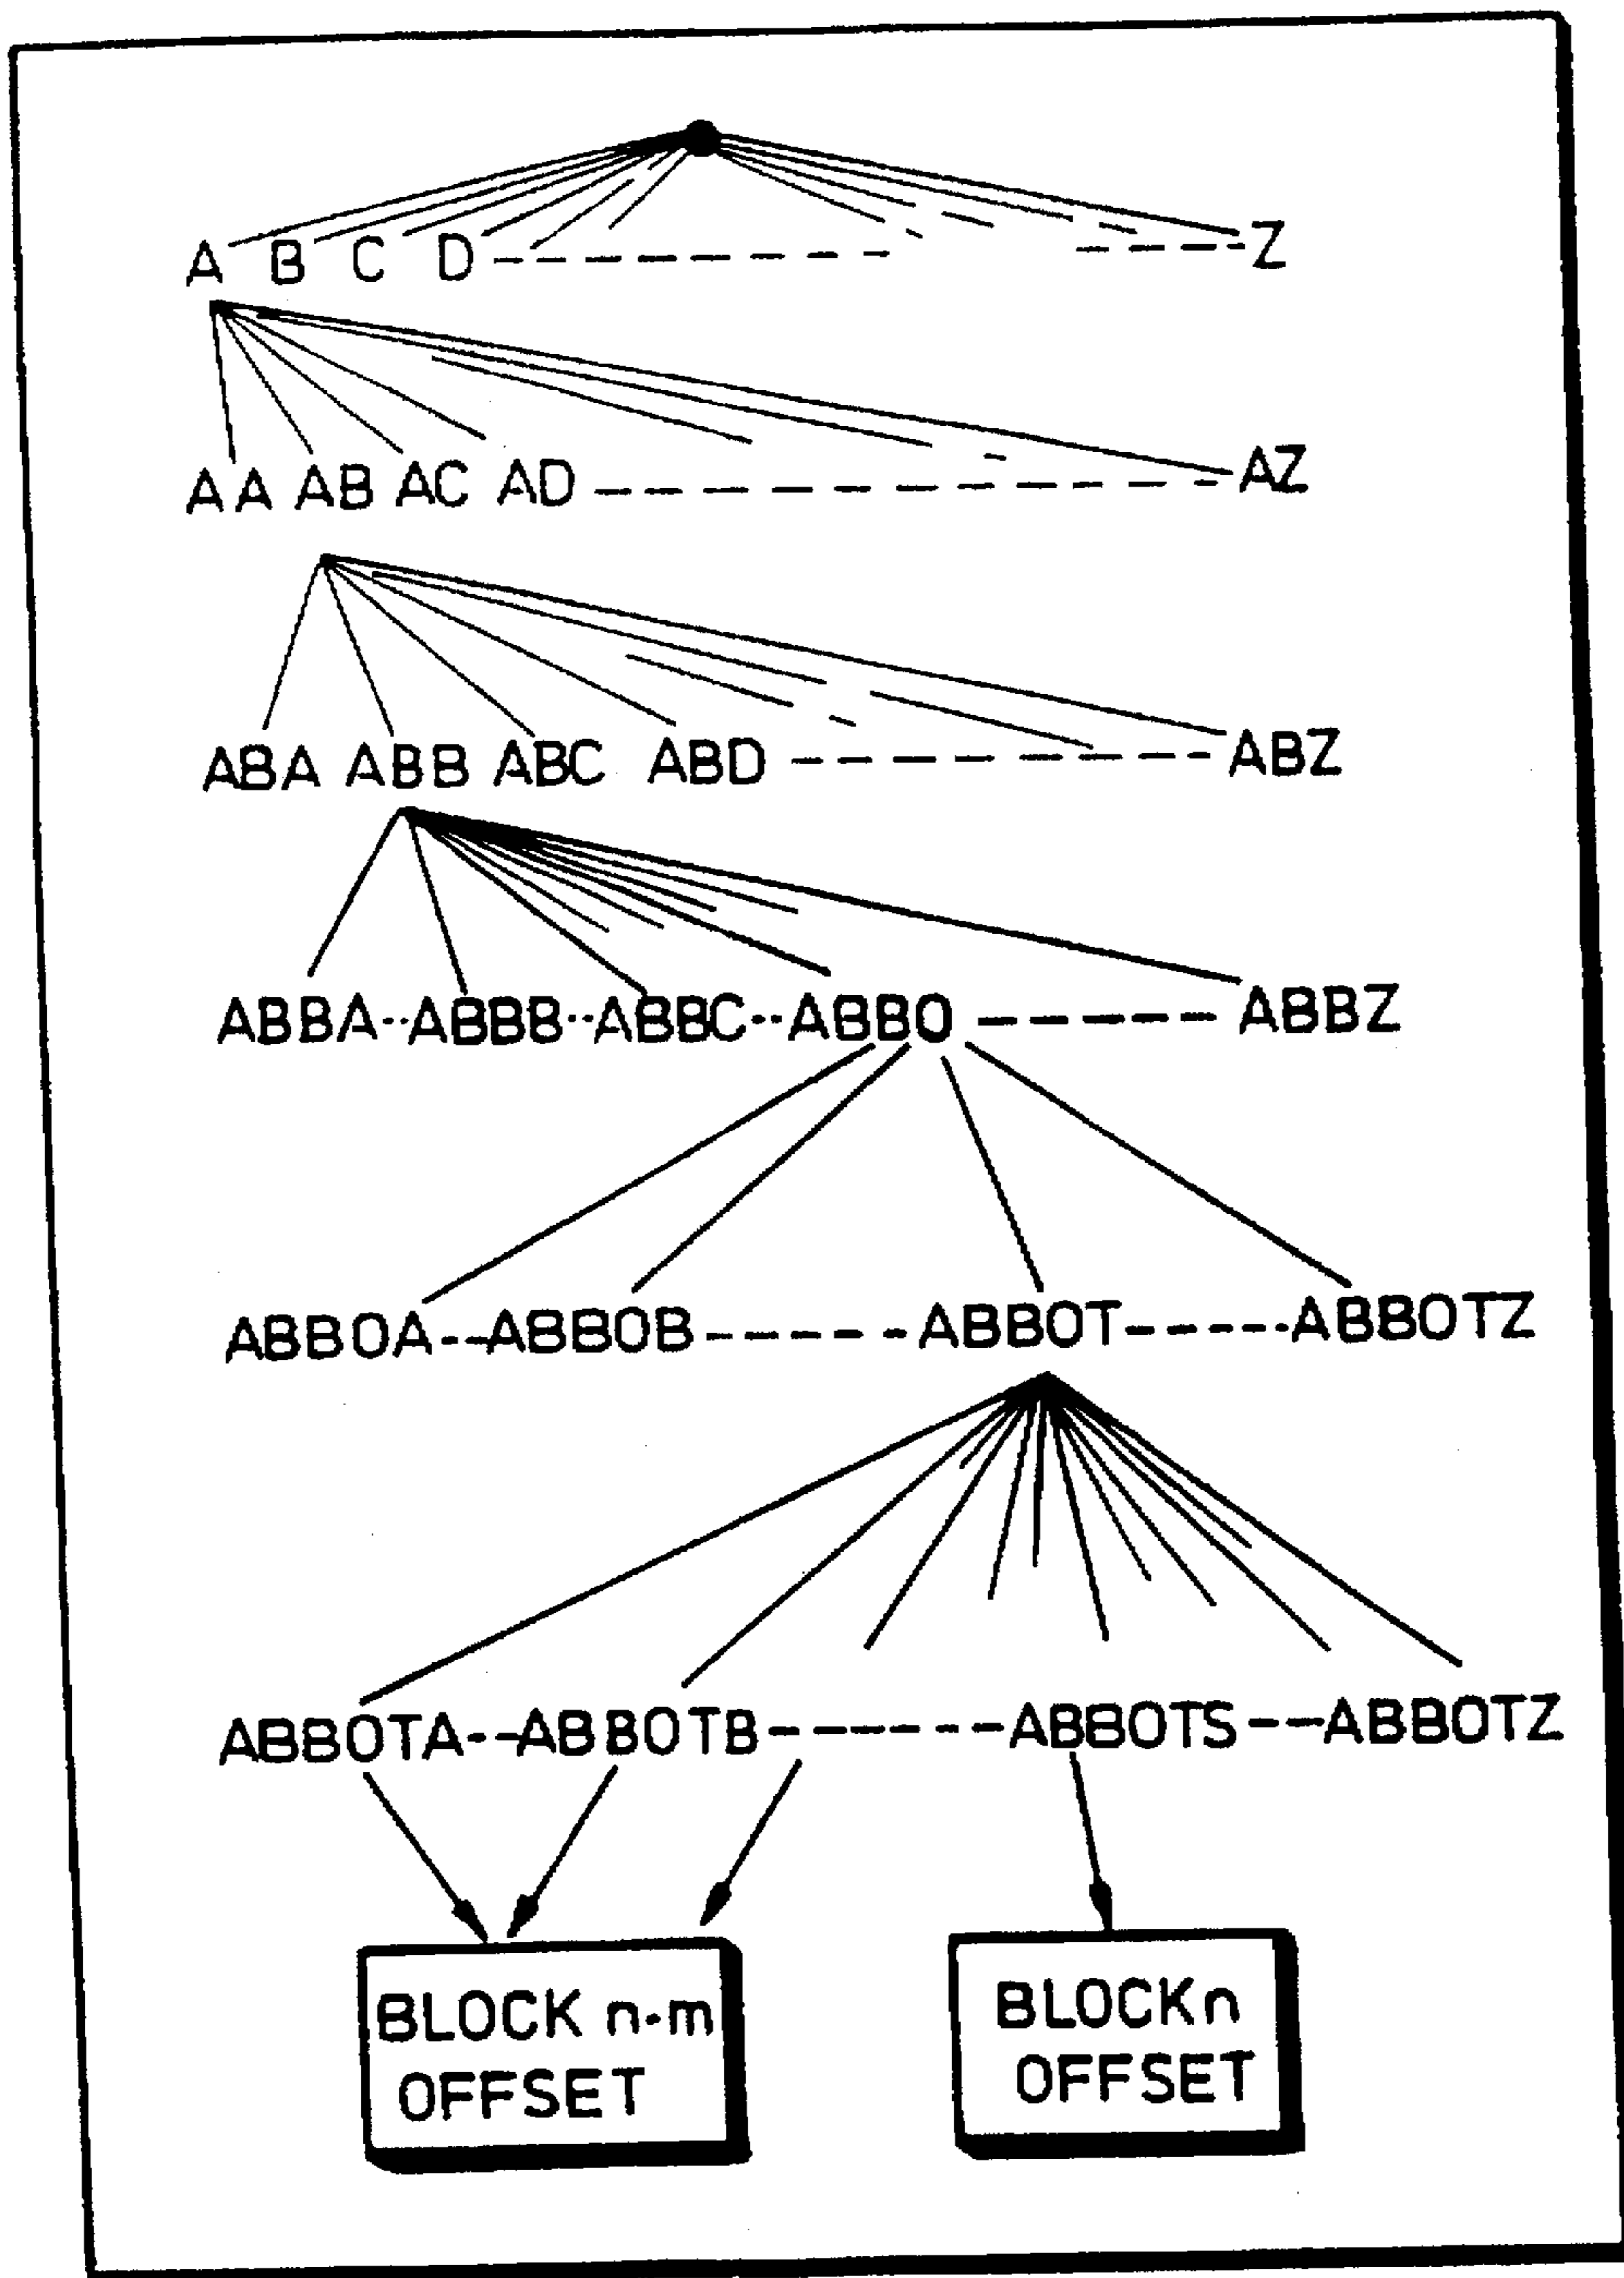 A B C D --------- --- Z
AA AB AC AD ---------- AZ
ABA ABB ABC ABD ------- ABZ
ABBA--ABBB--ABBC--ABBO ----- ABBZ
ABBOA--ABBOB------ABBOT-----ABBOTZ
ABBOTA--ABBOTB------ABBOTS--ABBOTZ
BLOCK n-m
OFFSET
BLOCK n
OFFSET